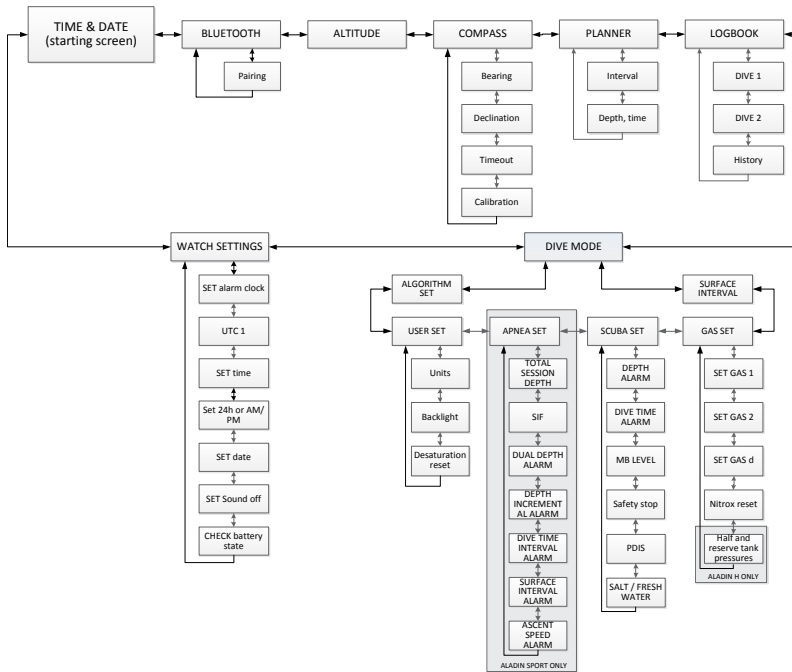 TIME & DATE
(starting screen)
BLUETOOTH
ALTITUDE
COMPASS
PLANNER
LOGBOOK
Pairing
Bearing
Declination
Timeout
Calibration
Interval
Depth, time
DIVE 1
DIVE 2
History
WATCH SETTINGS
DIVE MODE
SET alarm clock
UTC 1
SET time
Set 24h or AM/
PM
SET date
SET Sound off
CHECK battery
state
ALGORITHM
SET
SURFACE
INTERVAL
USER SET
APNEA SET
SCUBA SET
GAS SET
Units
Backlight
Desaturation
reset
TOTAL
SESSION
DEPTH
SIF
DUAL DEPTH
ALARM
DEPTH
INCREMENT
AL ALARM
DIVE TIME
INTERVAL
ALARM
SURFACE
INTERVAL
ALARM
ASCENT
SPEED ALARM
ALADIN SPORT ONLY
DEPTH
ALARM
DIVE TIME
ALARM
MB LEVEL
Safety stop
PDIS
SALT / FRESH
WATER
SET GAS 1
SET GAS 2
SET GAS d
Nitrox reset
Half and
reserve tank
pressures
ALADIN H ONLY